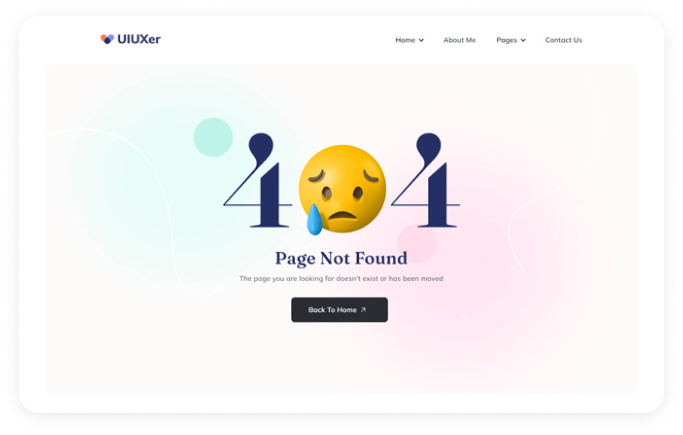 UIUXer
Home
About Me
Pages
Contact Us
404
Page Not Found
The page you are looking for doesn't exist or has been moved
Back To Home